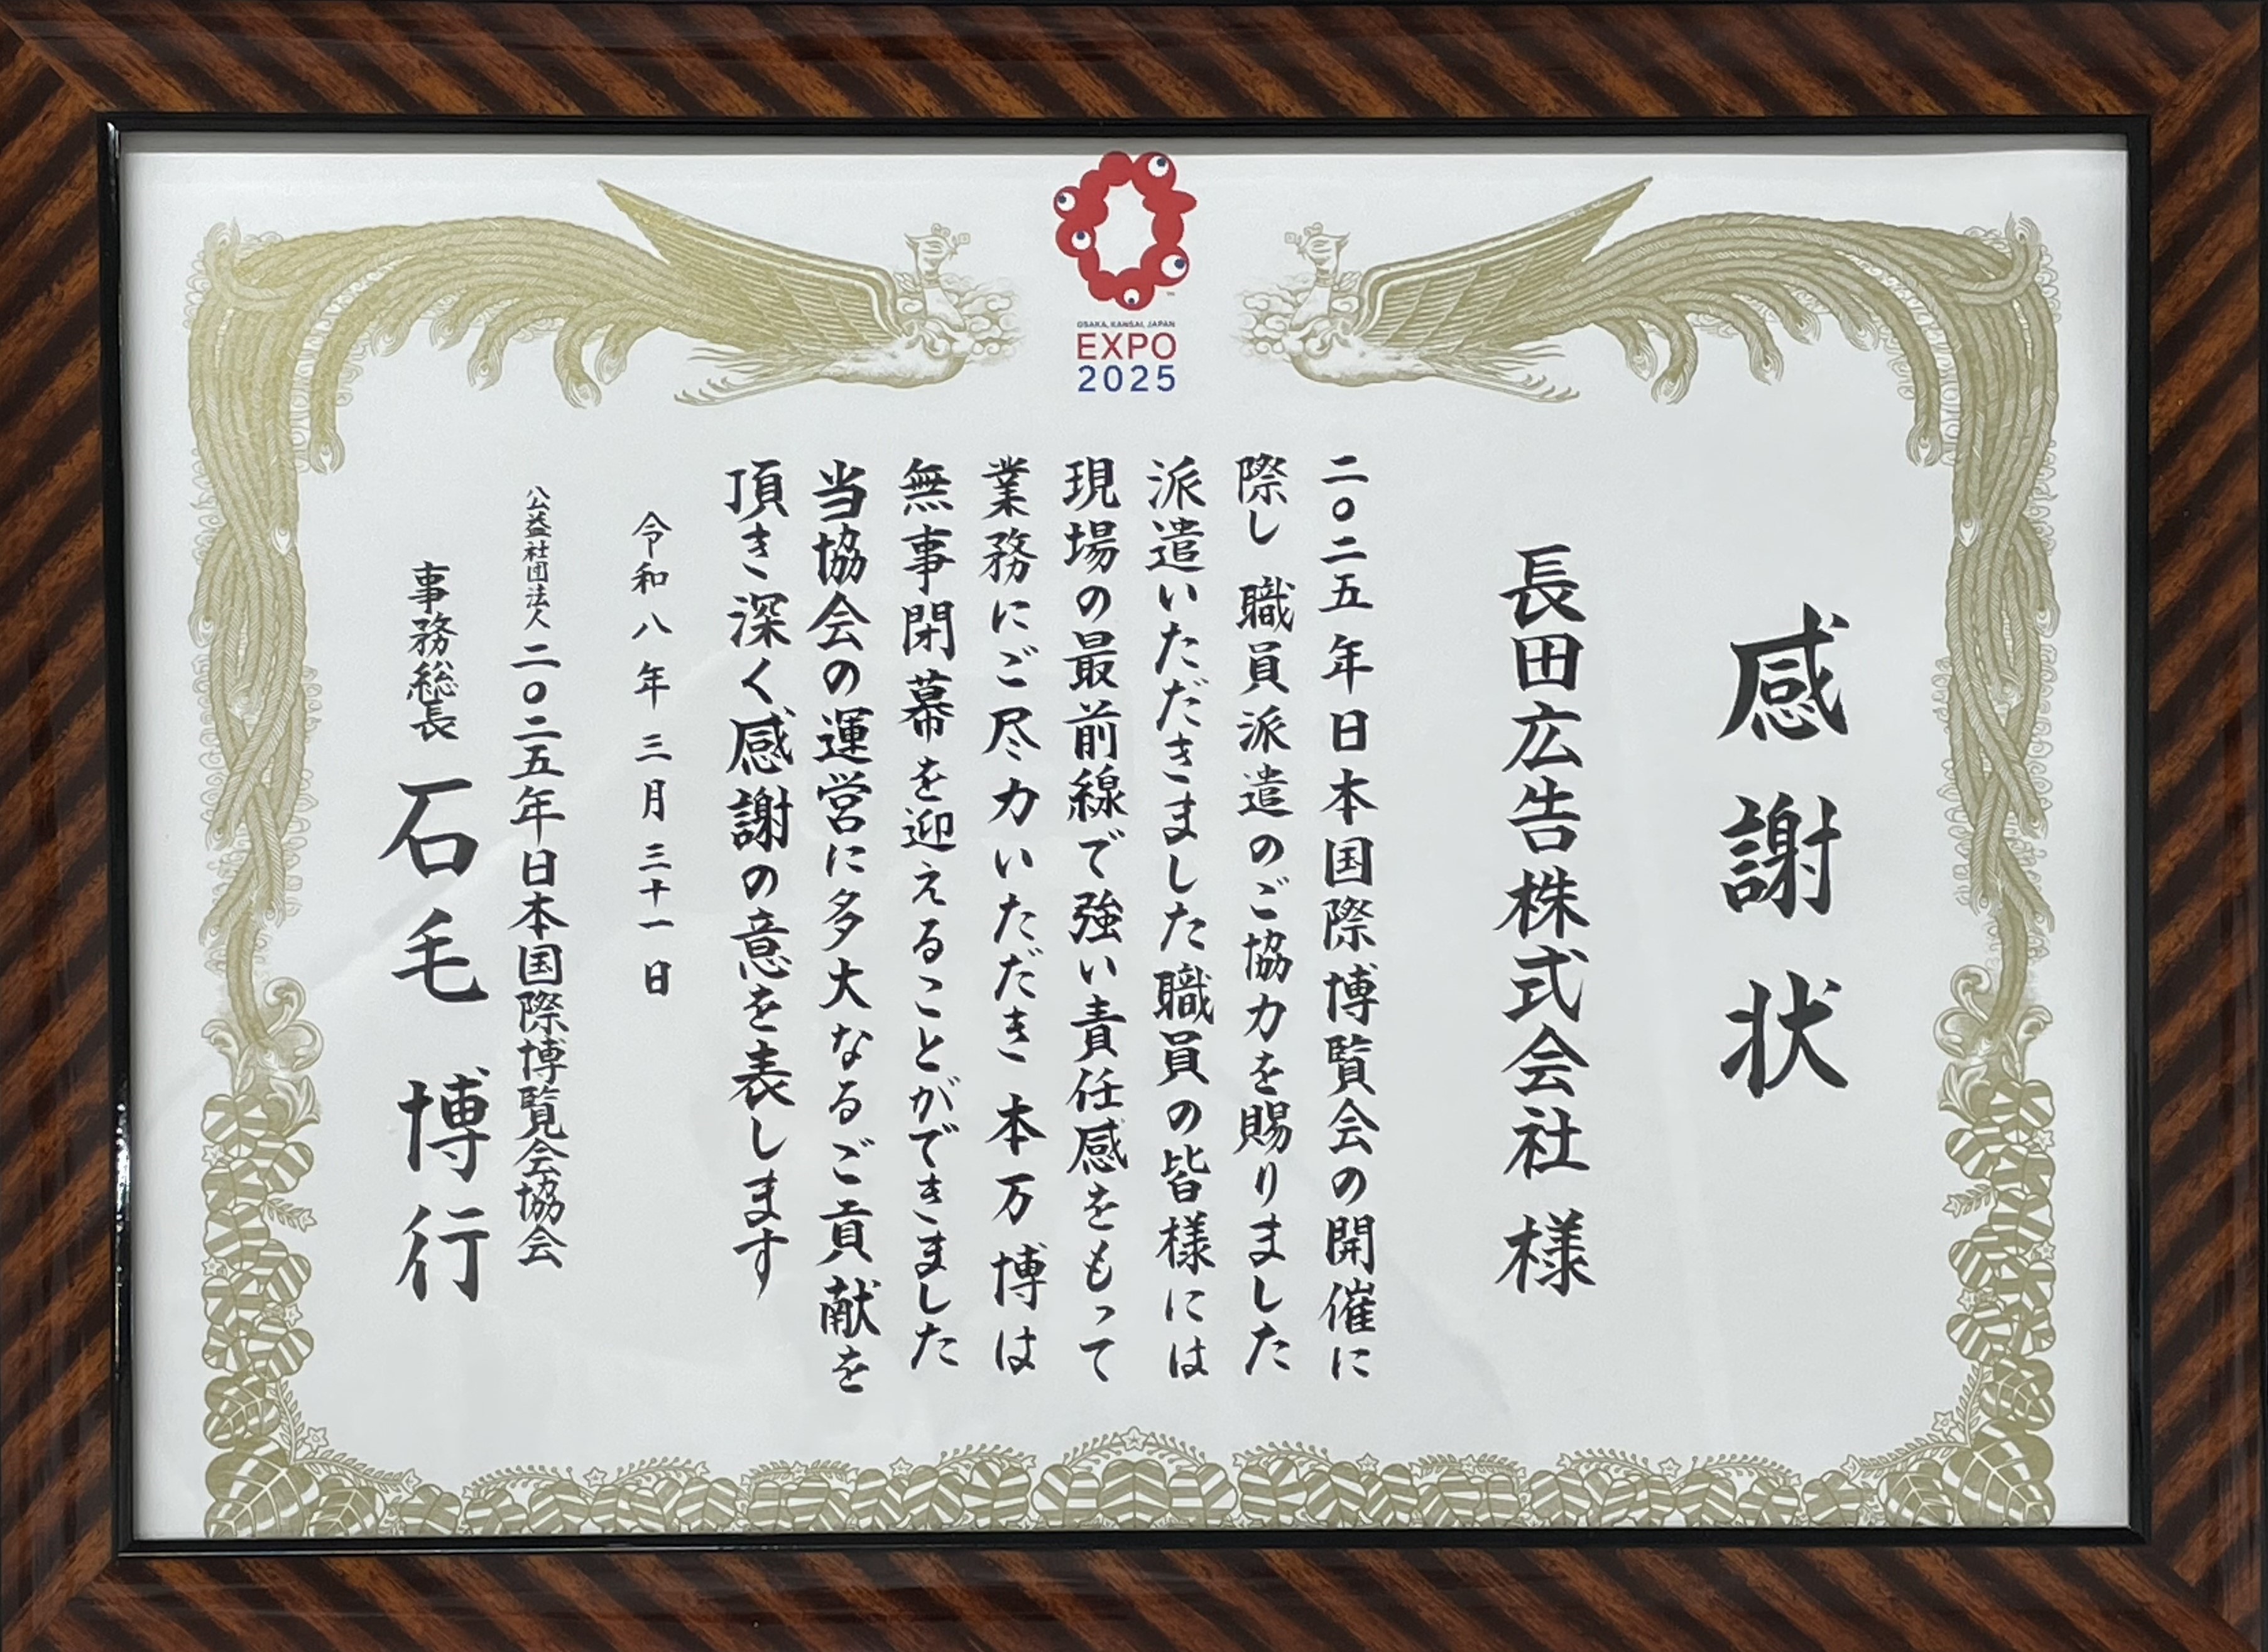 OSAKA, KANSAI, JAPAN
EXPO
2025
感謝状
長田広告株式会社 様
二〇二五年日本国際博覧会の開催に
際し 職員派遣のご協力を賜りました
派遣いただきました職員の皆様には
現場の最前線で強い責任感をもって
業務にご尽力いただき 本万博は
無事閉幕を迎えることができました
当協会の運営に多大なるご貢献を
頂き深く感謝の意を表します
令和八年 三月 三十一日
公益社団法人 二〇二五年日本国際博覧会協会
事務総長 石毛 博行